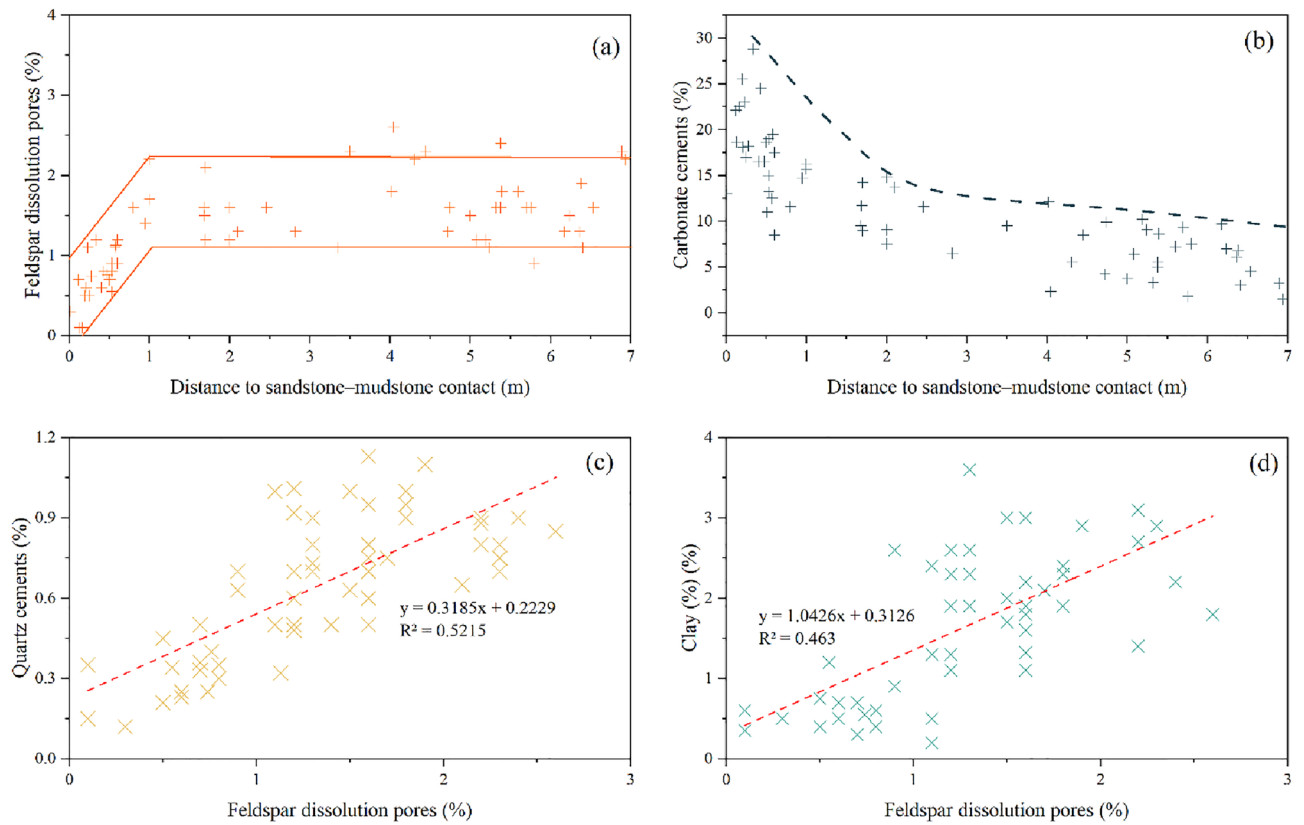 (a)
4
3
2
1
0
0 1 2 3 4 5 6 7
Feldspar dissolution pores (%)
Distance to sandstone–mudstone contact (m)
(b)
30
25
20
15
10
5
0
0 1 2 3 4 5 6 7
Carbonate cements (%)
Distance to sandstone–mudstone contact (m)
(c)
1.2
0.9
0.6
0.3
0.0
0 1 2 3
Quartz cements (%)
y = 0.3185x + 0.2229
R² = 0.5215
Feldspar dissolution pores (%)
(d)
4
3
2
1
0
0 1 2 3
Clay (%) (%)
y = 1.0426x + 0.3126
R² = 0.463
Feldspar dissolution pores (%)